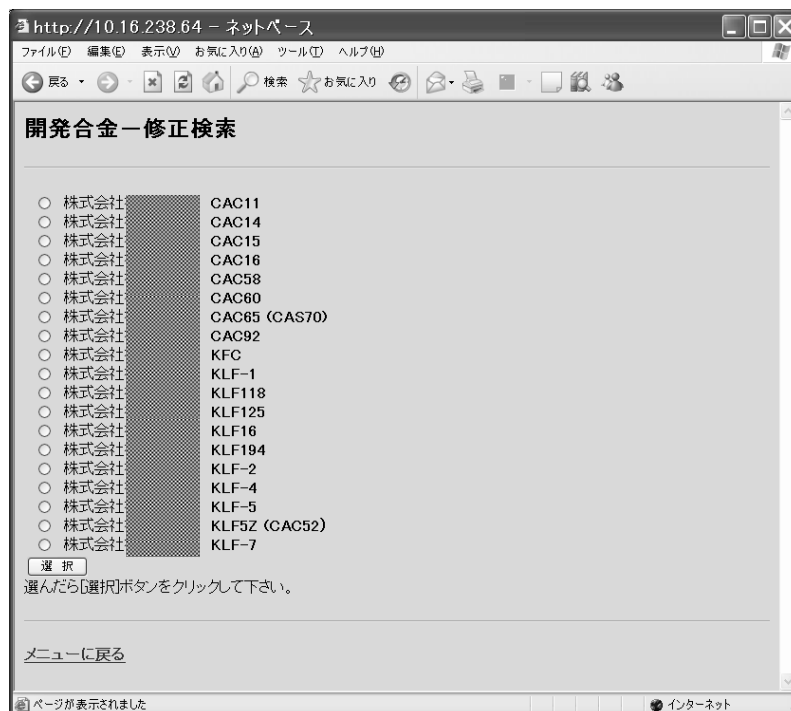 http://10.16.238.64 - ネットペース
ファイル(F) 編集(E) 表示(V) お気に入り(A) ツール(T) ヘルプ(H)
戻る 検索 お気に入り
開発合金－修正検索
株式会社 CAC11
株式会社 CAC14
株式会社 CAC15
株式会社 CAC16
株式会社 CAC58
株式会社 CAC60
株式会社 CAC65 (CAS70)
株式会社 CAC92
株式会社 KFC
株式会社 KLF-1
株式会社 KLF118
株式会社 KLF125
株式会社 KLF16
株式会社 KLF194
株式会社 KLF-2
株式会社 KLF-4
株式会社 KLF-5
株式会社 KLF5Z (CAC52)
株式会社 KLF-7
選択
選んだら[選択]ボタンをクリックして下さい。
メニューに戻る
ページが表示されました インターネット